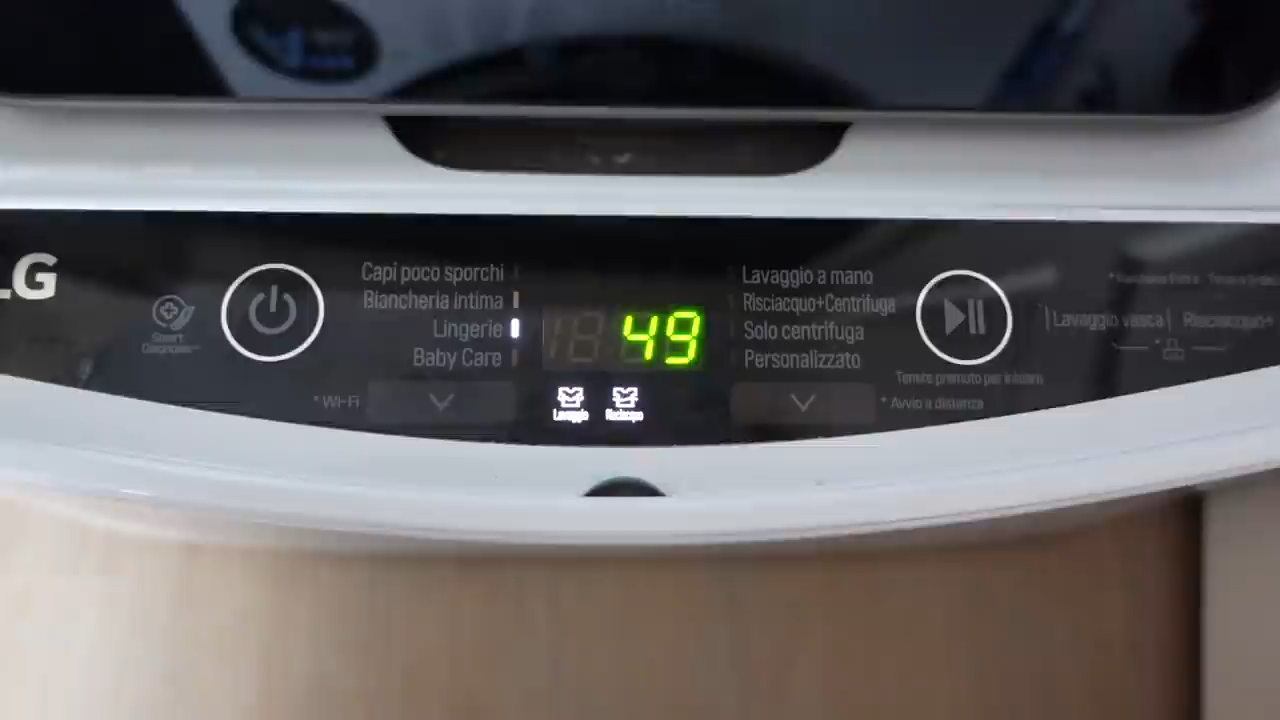 LG
Smart
Diagnosis
Capi poco sporchi
Biancheria intima
Lingerie
Baby Care
* Wi-Fi
49
Lavaggio
Risciacquo
Lavaggio a mano
Risciacquo+Centrifuga
Solo centrifuga
Personalizzato
Tenere premuto per iniziare
* Avvio a distanza
Lavaggio vasca
Risciacquo+